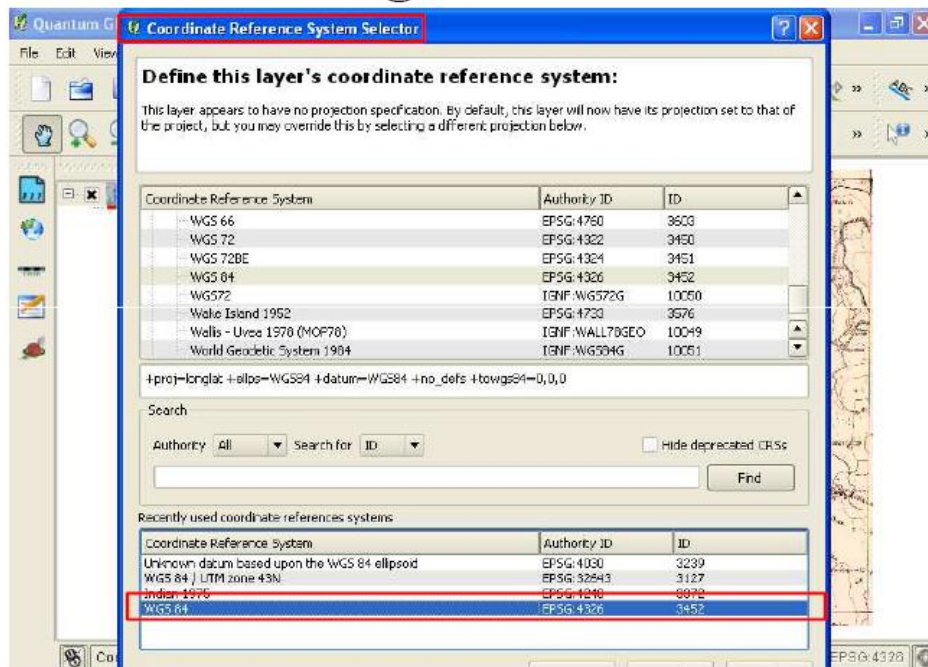 Quantum G
Coordinate Reference System Selector
File Edit View
Define this layer's coordinate reference system:
This layer appears to have no projection specification. By default, this layer will now have its projection set to that of
the project, but you may override this by selecting a different projection below.
Coordinate Reference System Authority ID ID
WGS 66 EPSG:4760 3603
WGS 72 EPSG:4322 3450
WGS 72BE EPSG:4324 3451
WGS 84 EPSG:4326 3452
WGS72 IGNF:WGS72G 10050
Wake Island 1952 EPSG:4733 3576
Wallis - Uvea 1978 (MOP78) IGNF:WALL78GEO 10049
World Geodetic System 1984 IGNF:WGS84G 10051
+proj=longlat +ellps=WGS84 +datum=WGS84 +no_defs +towgs84=0,0,0
Search
Authority All Search for ID Hide deprecated CRSs
Find
Recently used coordinate references systems
Coordinate Reference System Authority ID ID
Unknown datum based upon the WGS 84 ellipsoid EPSG:4030 3239
WGS 84 / UTM zone 43N EPSG:32643 3127
Indian 1975 EPSG:4240
WGS 84 EPSG:4326 3452
Co
EPSG:4326